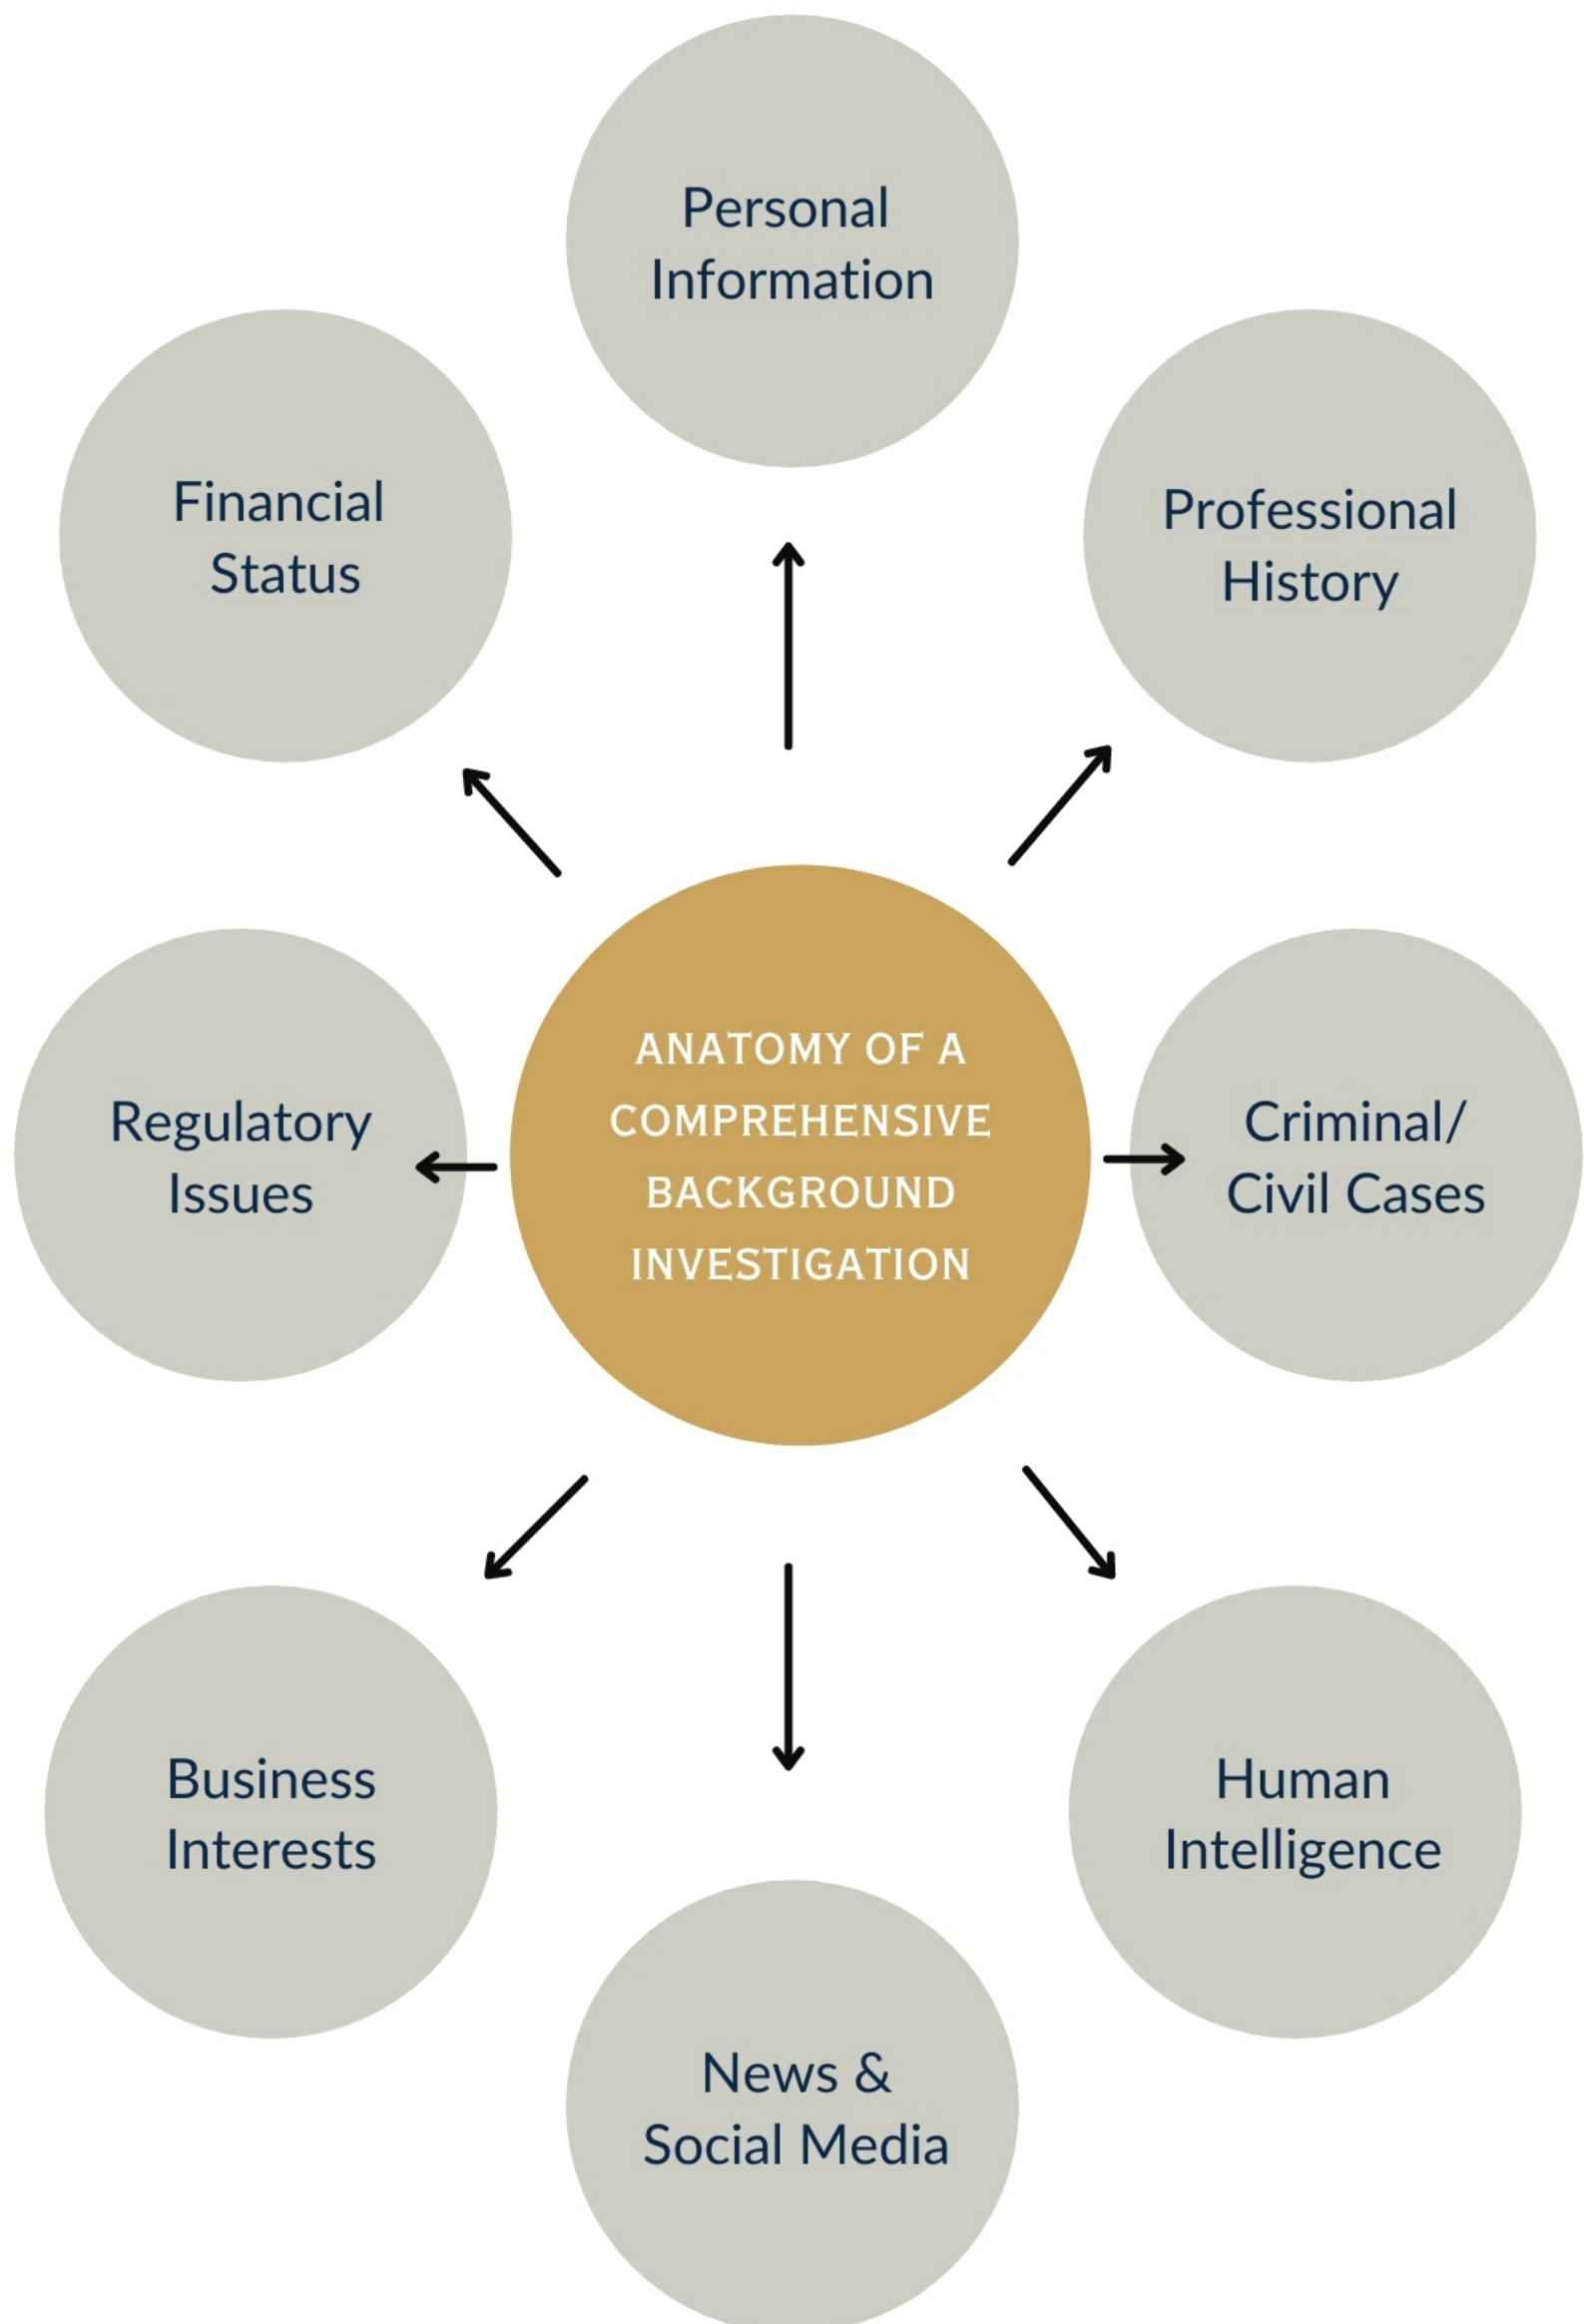 Personal
Information
Financial
Status
Professional
History
ANATOMY OF A
COMPREHENSIVE
BACKGROUND
INVESTIGATION
Regulatory
Issues
Criminal/
Civil Cases
Business
Interests
Human
Intelligence
News &
Social Media